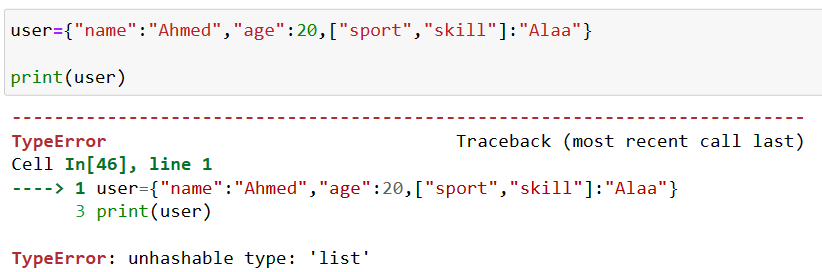 user={"name":"Ahmed","age":20,["sport","skill"]:"Alaa"}
print(user)
---------------------------------------------------------------------------
TypeError Traceback (most recent call last)
Cell In[46], line 1
----> 1 user={"name":"Ahmed","age":20,["sport","skill"]:"Alaa"}
3 print(user)
TypeError: unhashable type: 'list'